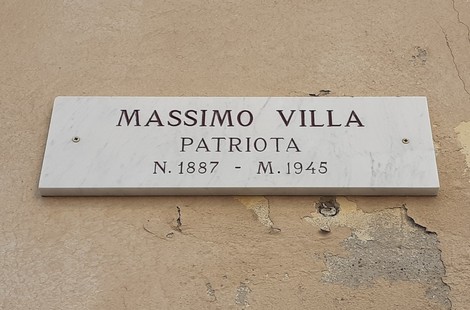 MASSIMO VILLA
PATRIOTA
N. 1887 - M. 1945